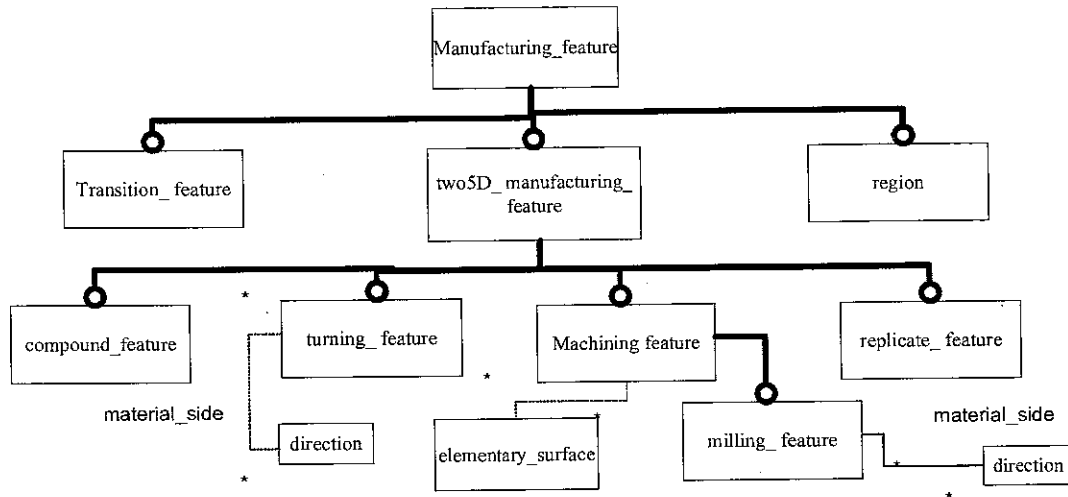 Manufacturing_feature
Transition_ feature
two5D_ manufacturing_
feature
region
*
compound_feature
turning_ feature
Machining feature
replicate_ feature
*
material_side
*
material_side
direction
elementary_surface
milling_ feature
*
direction
*
*